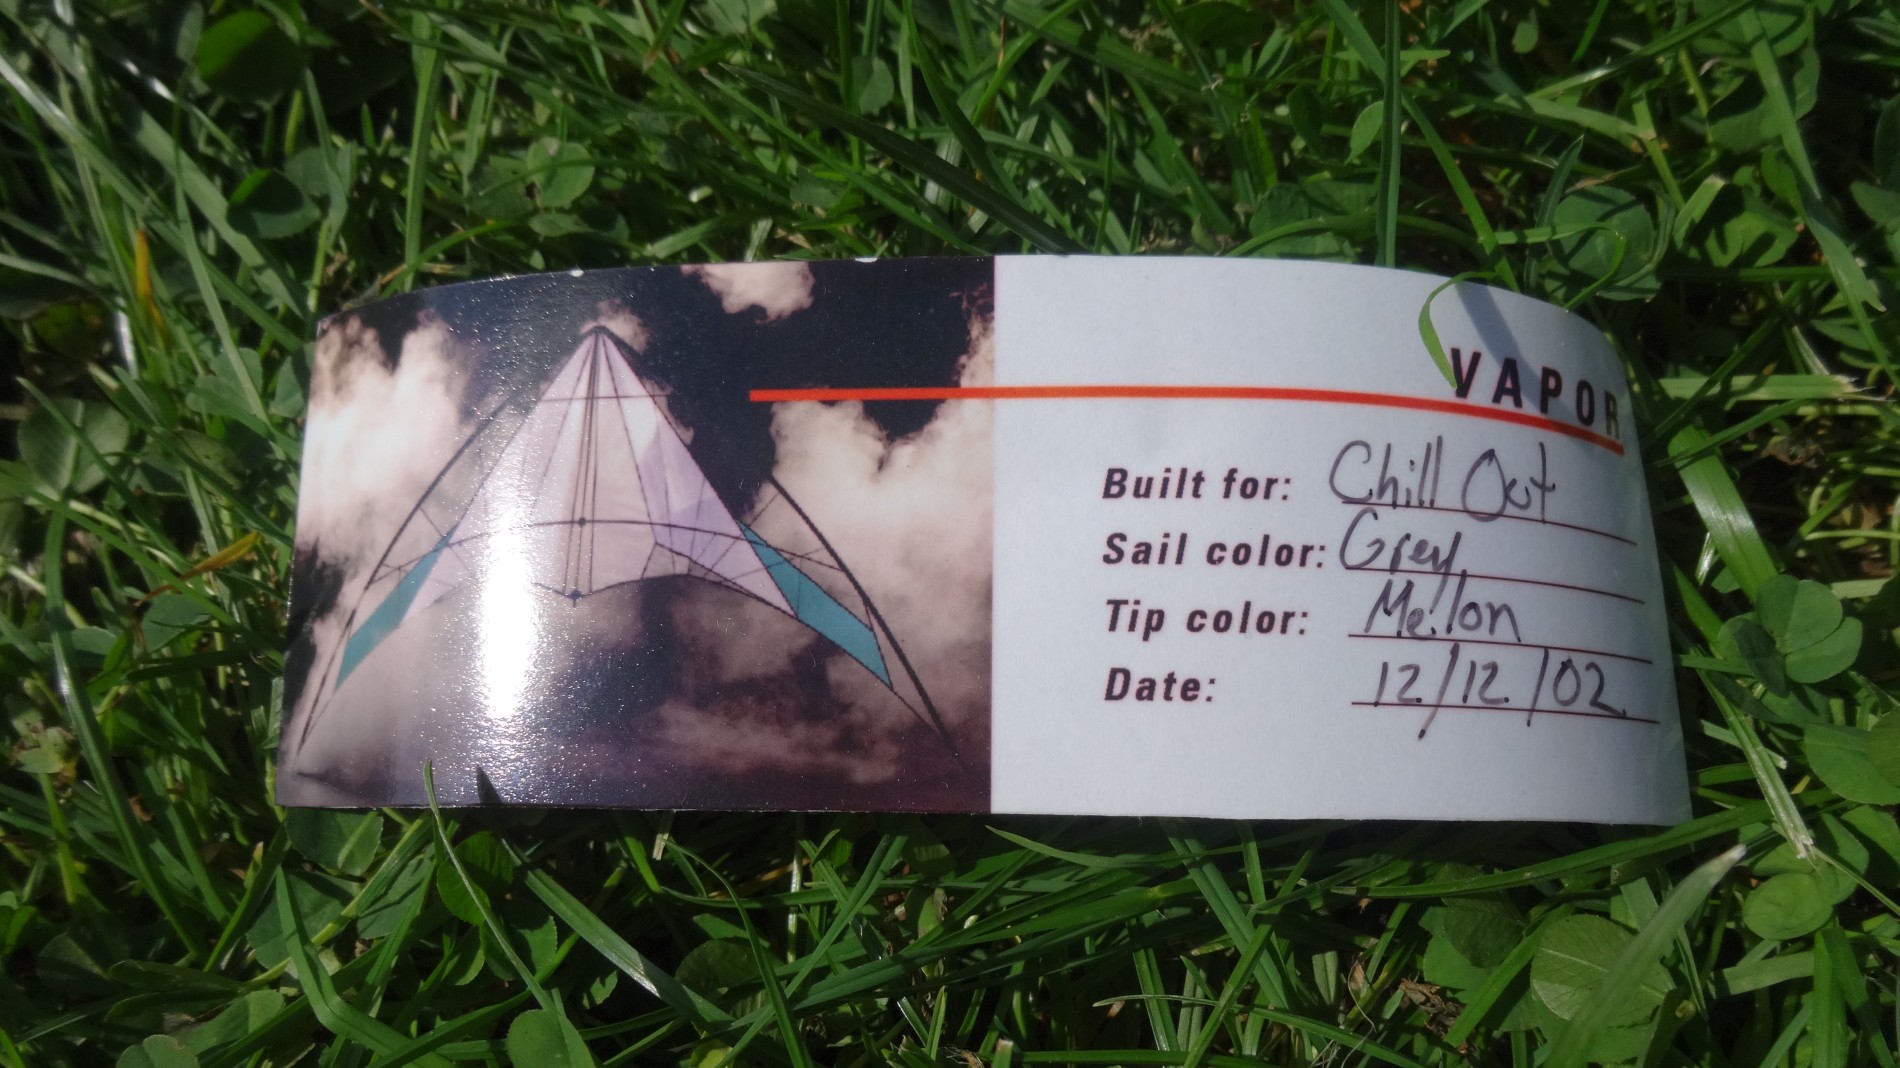 VAPOR
Built for: Chill Out
Sail color: Grey
Tip color: Melon
Date: 12/12/02